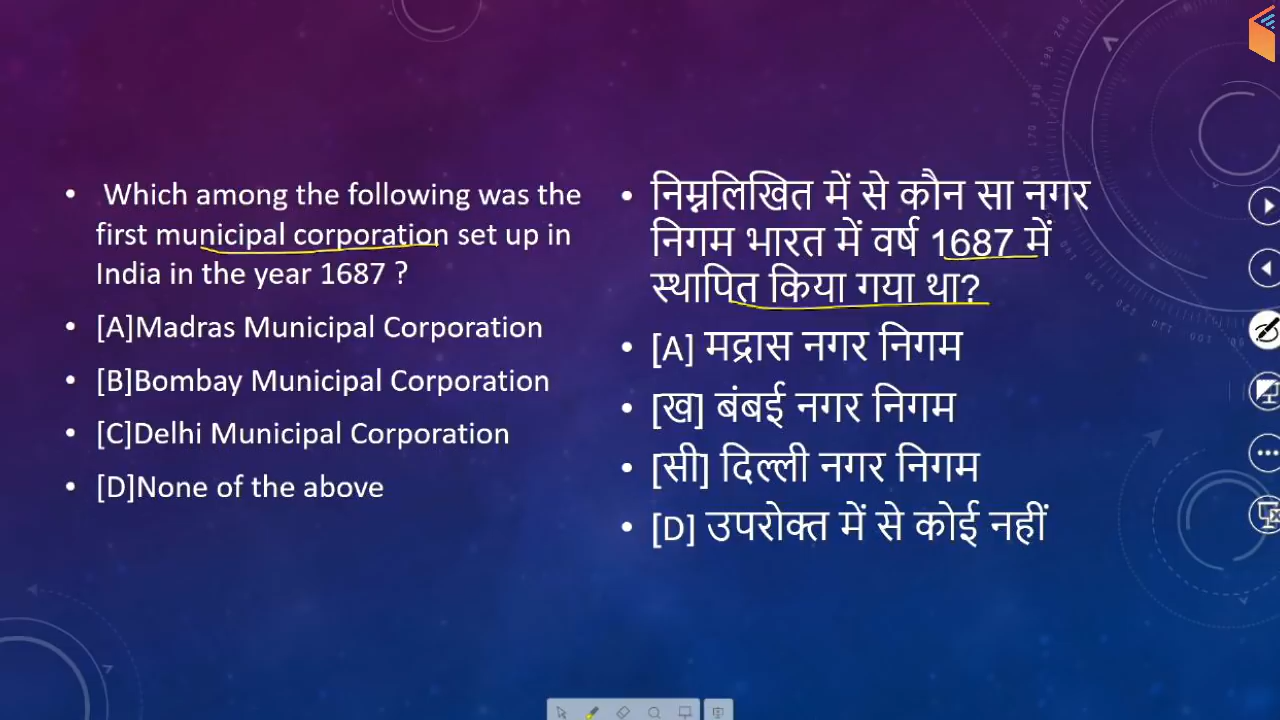 • Which among the following was the
first municipal corporation set up in
India in the year 1687 ?
• [A]Madras Municipal Corporation
• [B]Bombay Municipal Corporation
• [C]Delhi Municipal Corporation
• [D]None of the above
• निम्नलिखित में से कौन सा नगर
निगम भारत में वर्ष 1687 में
स्थापित किया गया था?
• [A] मद्रास नगर निगम
• [ख] बंबई नगर निगम
• [सी] दिल्ली नगर निगम
• [D] उपरोक्त में से कोई नहीं